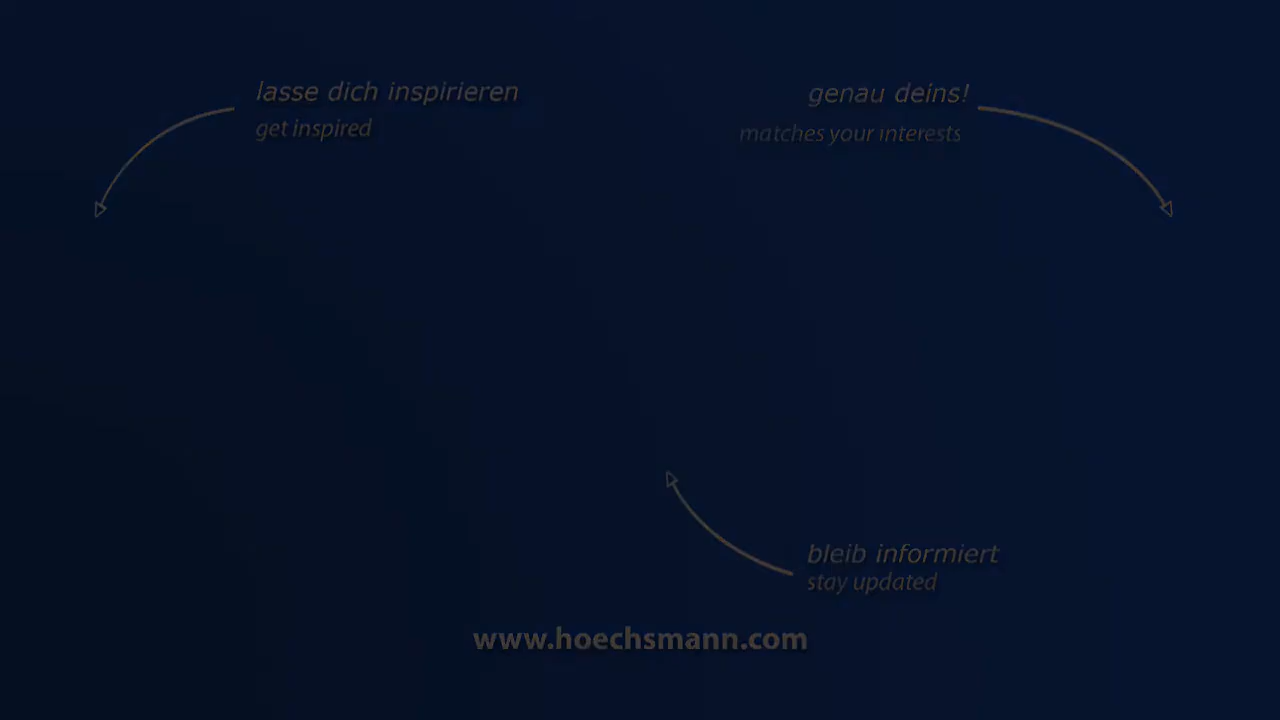 lasse dich inspirieren
get inspired
genau deins!
matches your interests
bleib informiert
stay updated
www.hoechsmann.com